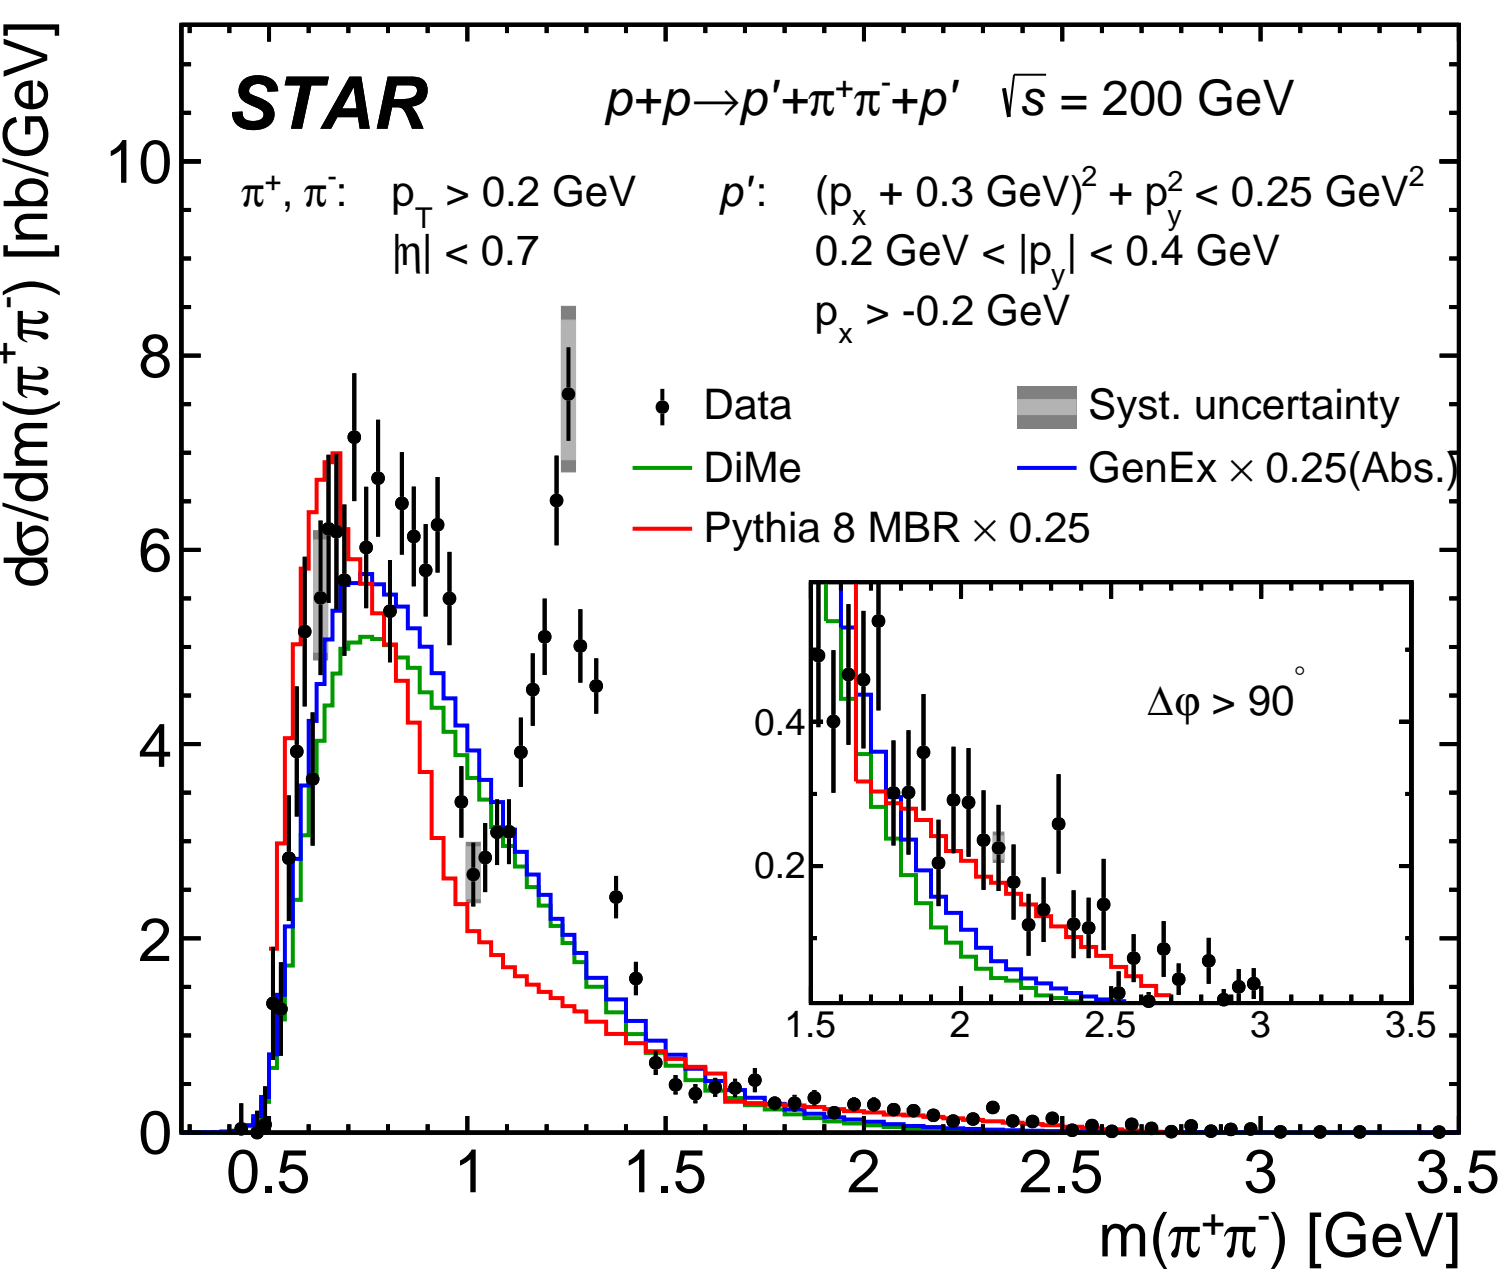 STAR p+p→p′+π⁺π⁻+p′ √s = 200 GeV
π⁺, π⁻: p_T > 0.2 GeV p′: (p_x + 0.3 GeV)² + p_y² < 0.25 GeV²
|η| < 0.7 0.2 GeV < |p_y| < 0.4 GeV
p_x > -0.2 GeV
Data Syst. uncertainty
DiMe GenEx × 0.25(Abs.)
Pythia 8 MBR × 0.25
Δφ > 90°
0.4
0.2
1.5 2 2.5 3 3.5
dσ/dm(π⁺π⁻) [nb/GeV]
10
8
6
4
2
0
0.5 1 1.5 2 2.5 3 3.5
m(π⁺π⁻) [GeV]